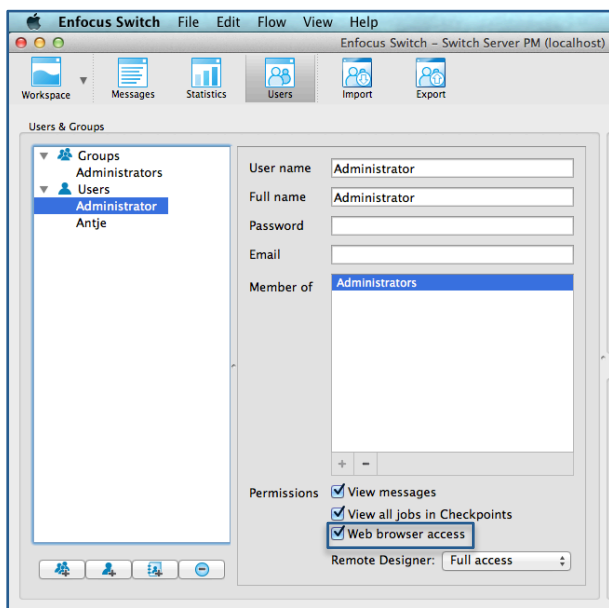 Enfocus Switch File Edit Flow View Help
Enfocus Switch – Switch Server PM (localhost)
Workspace Messages Statistics Users Import Export
Users & Groups
Groups
Administrators
Users
Administrator
Antje
User name Administrator
Full name Administrator
Password
Email
Member of Administrators
+ -
Permissions View messages
View all jobs in Checkpoints
Web browser access
Remote Designer: Full access